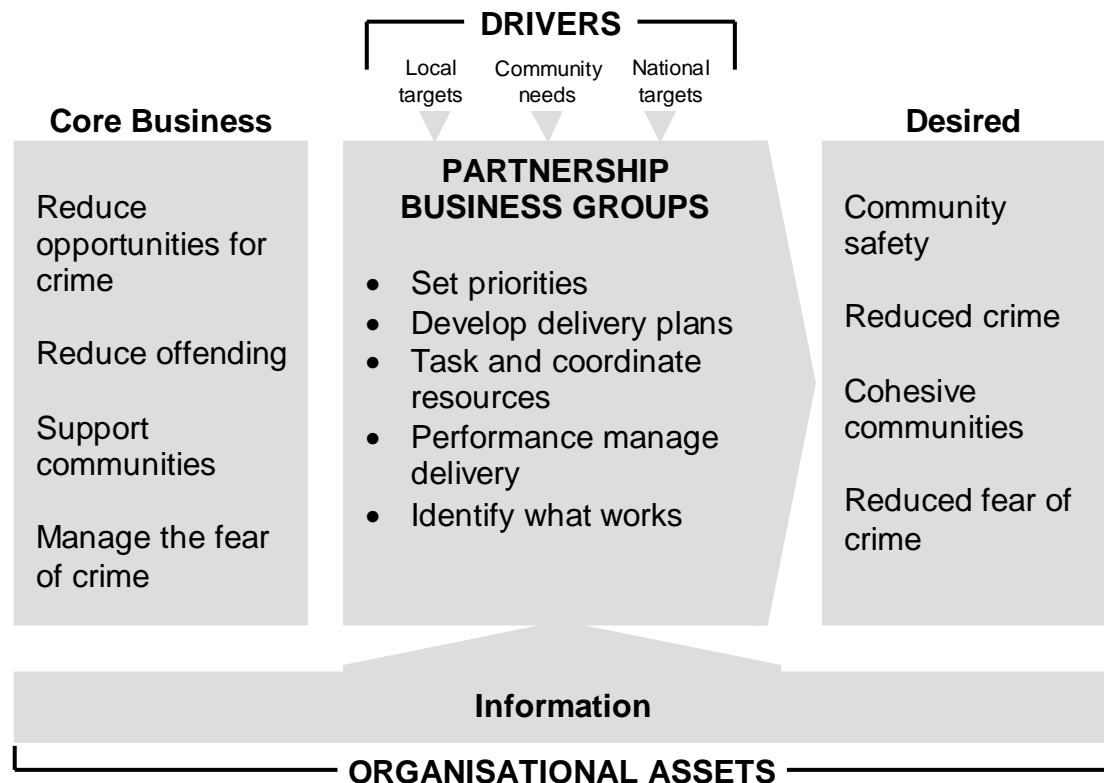 DRIVERS
Local
targets
Community
needs
National
targets
Core Business
Desired
Reduce
opportunities for
crime
Reduce offending
Support
communities
Manage the fear
of crime
PARTNERSHIP
BUSINESS GROUPS
• Set priorities
• Develop delivery plans
• Task and coordinate
resources
• Performance manage
delivery
• Identify what works
Community
safety
Reduced crime
Cohesive
communities
Reduced fear of
crime
Information
ORGANISATIONAL ASSETS